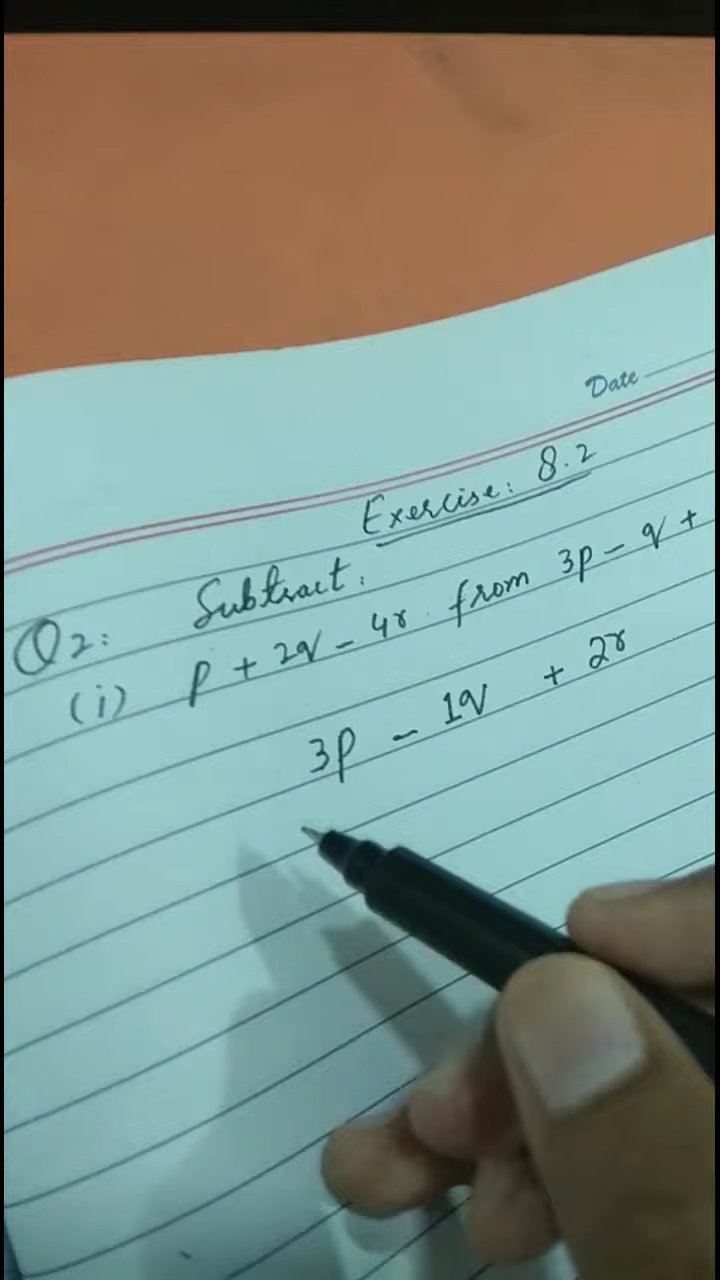 Date
Exercise: 8.2
Q2: Subtract.
(i) p + 2q - 4r from 3p - q +
3p - 1q + 2r